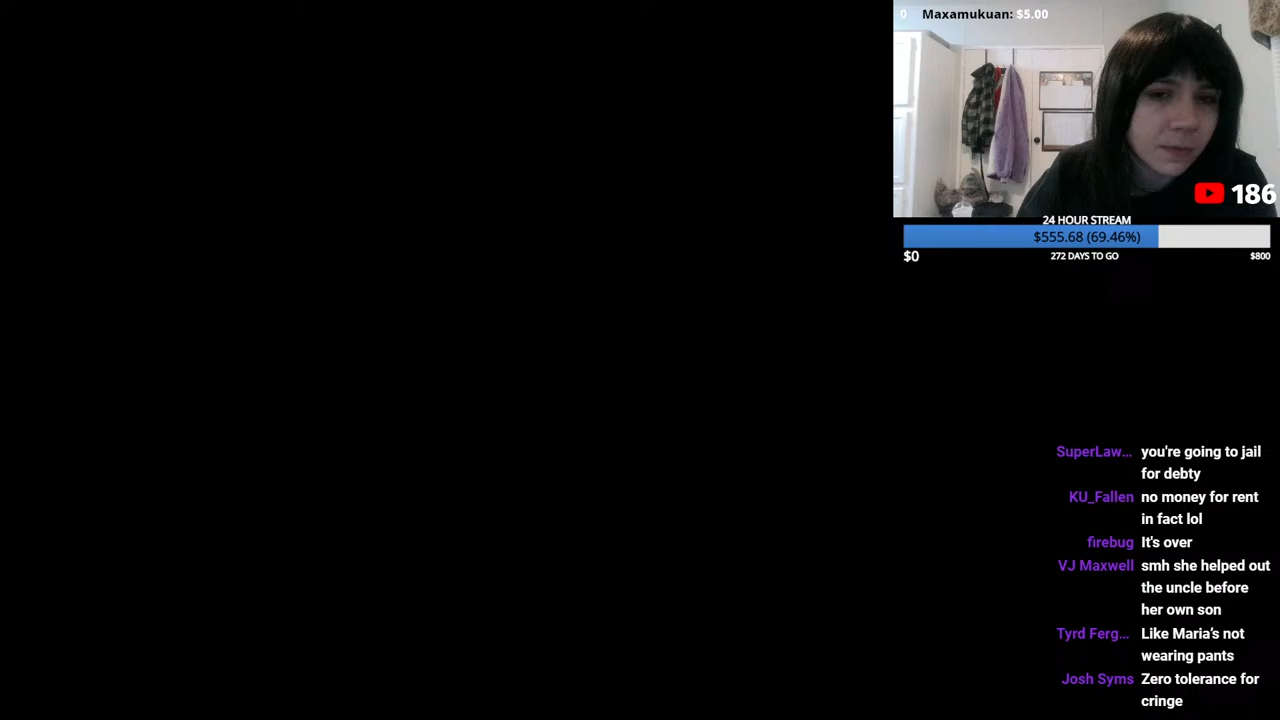 0 Maxamukuan: $5.00
186
24 HOUR STREAM
$555.68 (69.46%)
$0 272 DAYS TO GO $800
SuperLaw… you're going to jail
for debty
KU_Fallen no money for rent
in fact lol
firebug It's over
VJ Maxwell smh she helped out
the uncle before
her own son
Tyrd Ferg… Like Maria’s not
wearing pants
Josh Syms Zero tolerance for
cringe